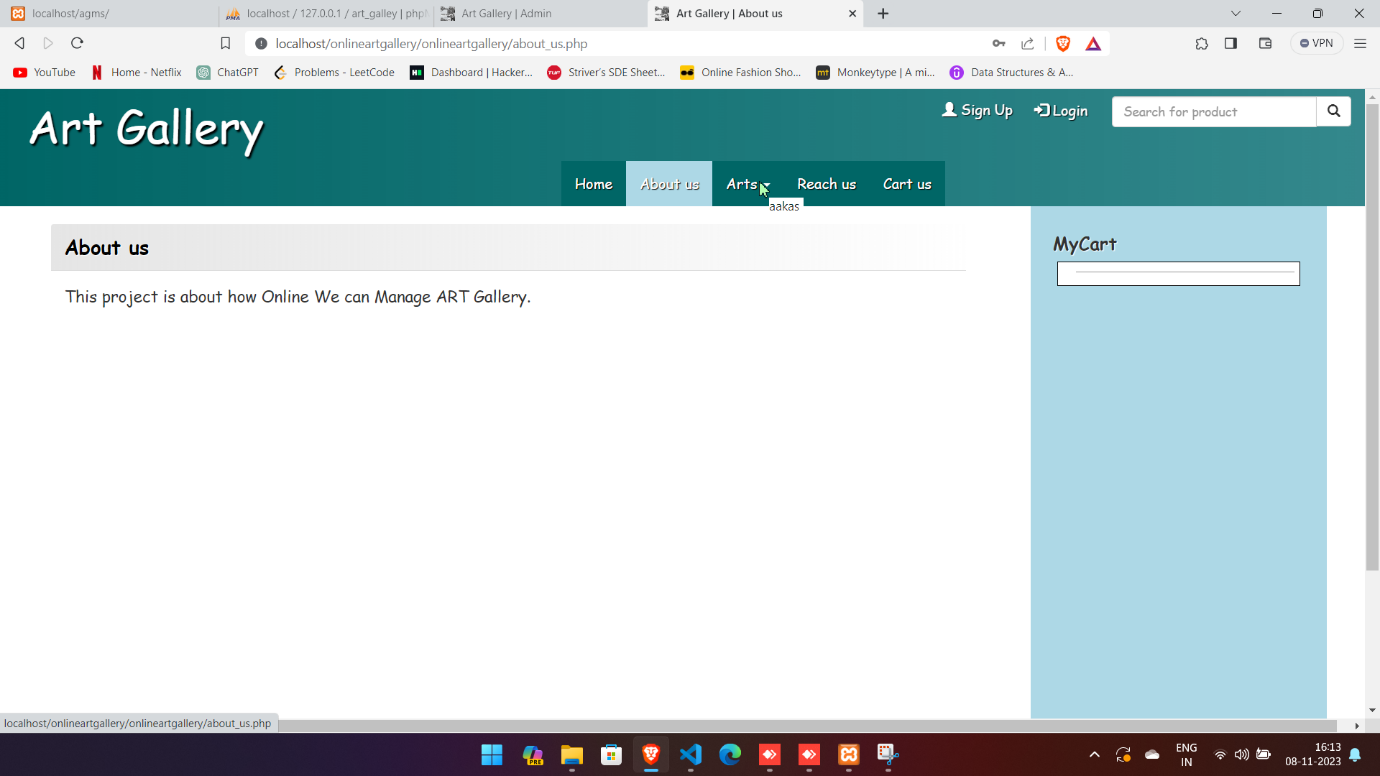 localhost/agms/
localhost / 127.0.0.1 / art_galley | php
Art Gallery | Admin
Art Gallery | About us
localhost/onlineartgallery/onlineartgallery/about_us.php
VPN
YouTube
Home - Netflix
ChatGPT
Problems - LeetCode
Dashboard | Hacker...
Striver's SDE Sheet...
Online Fashion Sho...
Monkeytype | A mi...
Data Structures & A...
Art Gallery
Sign Up
Login
Search for product
Home
About us
Arts
Reach us
Cart us
aakas
About us
This project is about how Online We can Manage ART Gallery.
MyCart
localhost/onlineartgallery/onlineartgallery/about_us.php
PRE
ENG
IN
16:13
08-11-2023